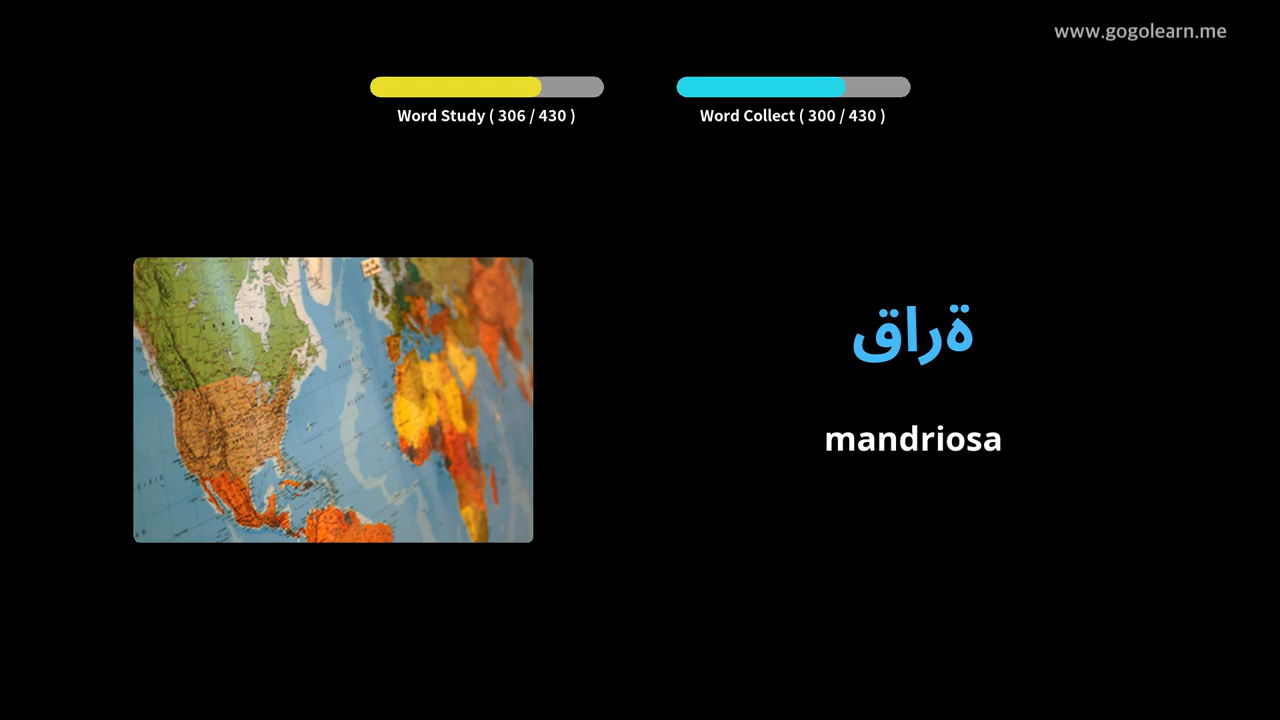 www.gogolearn.me
Word Study ( 306 / 430 )
Word Collect ( 300 / 430 )
ةراق
mandriosa